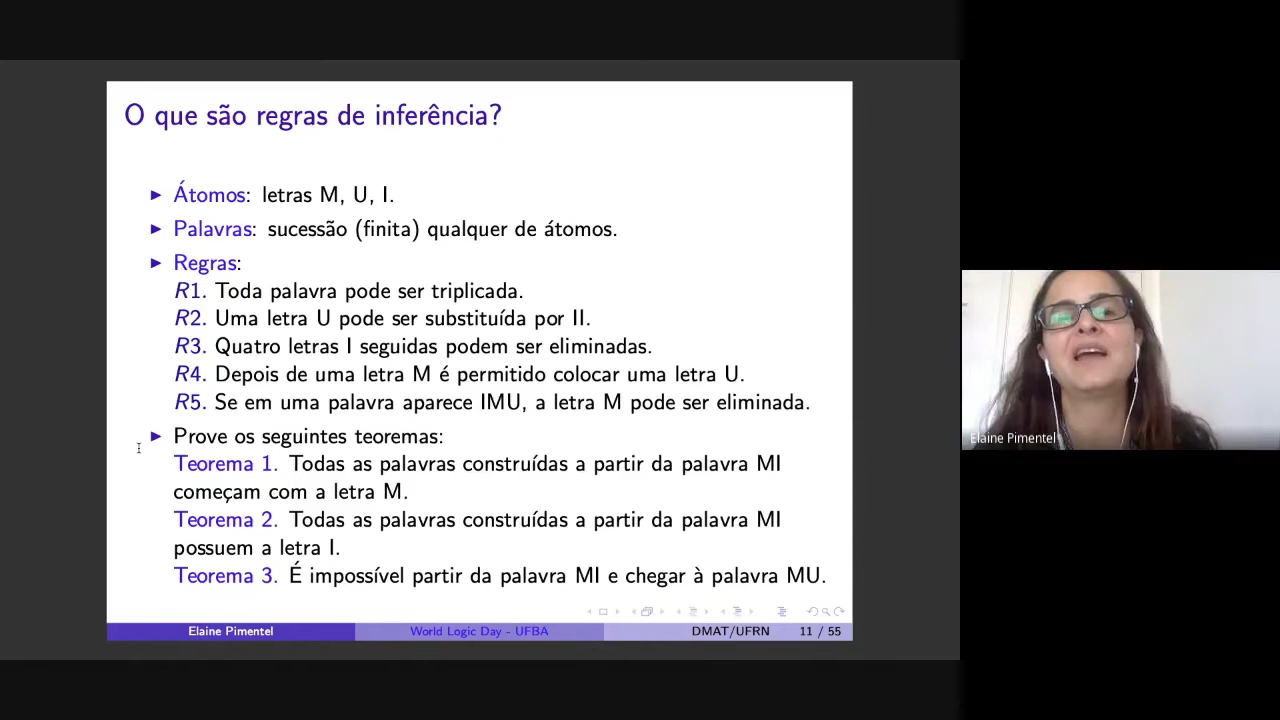 O que são regras de inferência?
Átomos: letras M, U, I.
Palavras: sucessão (finita) qualquer de átomos.
Regras:
R1. Toda palavra pode ser triplicada.
R2. Uma letra U pode ser substituída por II.
R3. Quatro letras I seguidas podem ser eliminadas.
R4. Depois de uma letra M é permitido colocar uma letra U.
R5. Se em uma palavra aparece IMU, a letra M pode ser eliminada.
Prove os seguintes teoremas:
Teorema 1. Todas as palavras construídas a partir da palavra MI
começam com a letra M.
Teorema 2. Todas as palavras construídas a partir da palavra MI
possuem a letra I.
Teorema 3. É impossível partir da palavra MI e chegar à palavra MU.
Elaine Pimentel World Logic Day - UFBA DMAT/UFRN 11 / 55
Elaine Pimentel